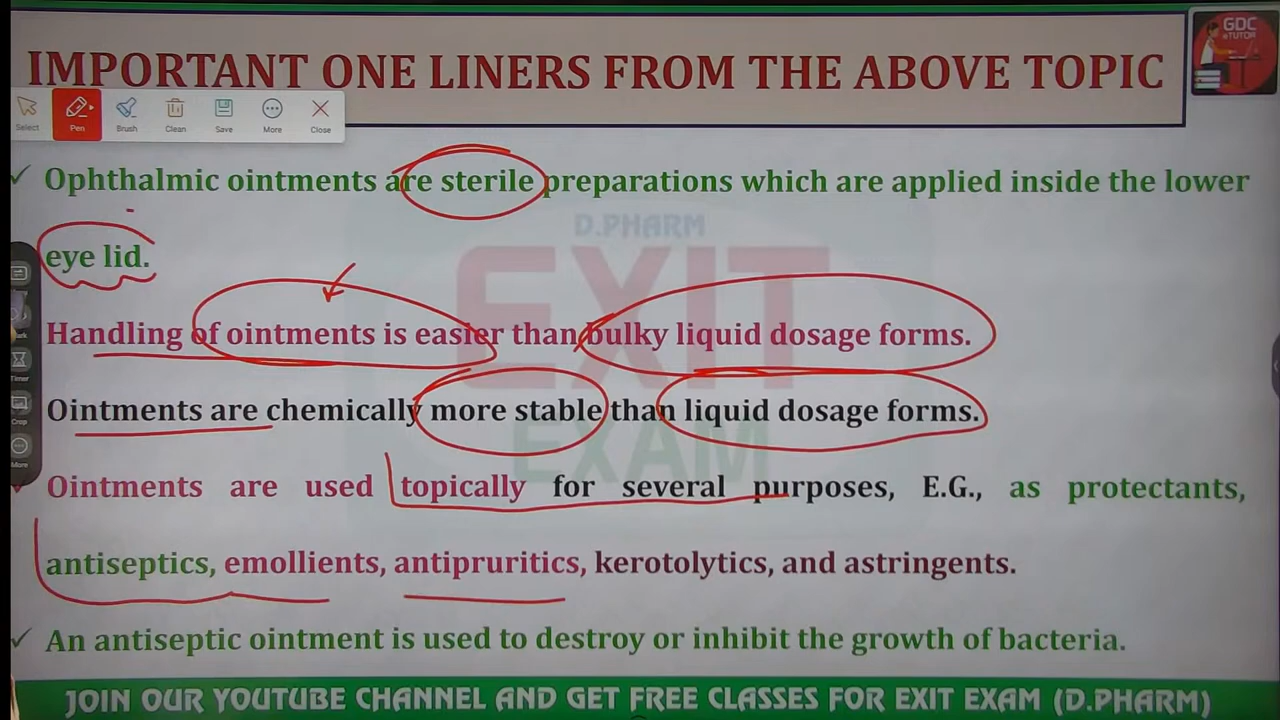 GDC
eTUTOR
IMPORTANT ONE LINERS FROM THE ABOVE TOPIC
Select
Pen
Brush
Clean
Save
More
Close
✓ Ophthalmic ointments are sterile preparations which are applied inside the lower
eye lid.
Handling of ointments is easier than bulky liquid dosage forms.
Ointments are chemically more stable than liquid dosage forms.
Ointments are used topically for several purposes, E.G., as protectants,
antiseptics, emollients, antipruritics, kerotolytics, and astringents.
✓ An antiseptic ointment is used to destroy or inhibit the growth of bacteria.
D.PHARM
EXIT
EXAM
Timer
Crop
More
JOIN OUR YOUTUBE CHANNEL AND GET FREE CLASSES FOR EXIT EXAM (D.PHARM)